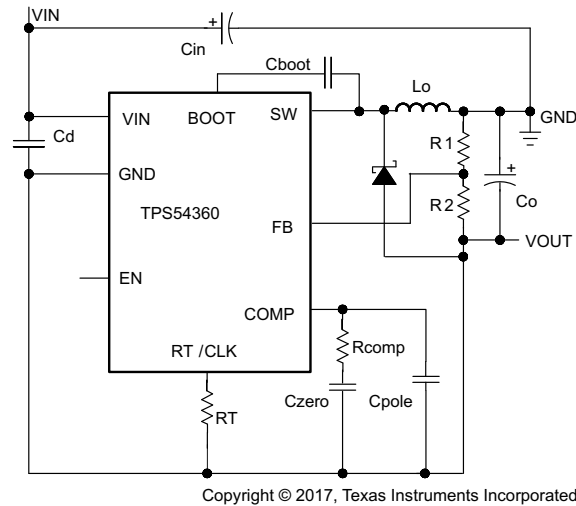 VIN
+
Cin
Cboot
Lo
VIN
BOOT
SW
GND
Cd
R1
+
GND
TPS54360
R2
Co
FB
VOUT
EN
COMP
Rcomp
RT /CLK
Czero
Cpole
RT
Copyright © 2017, Texas Instruments Incorporated